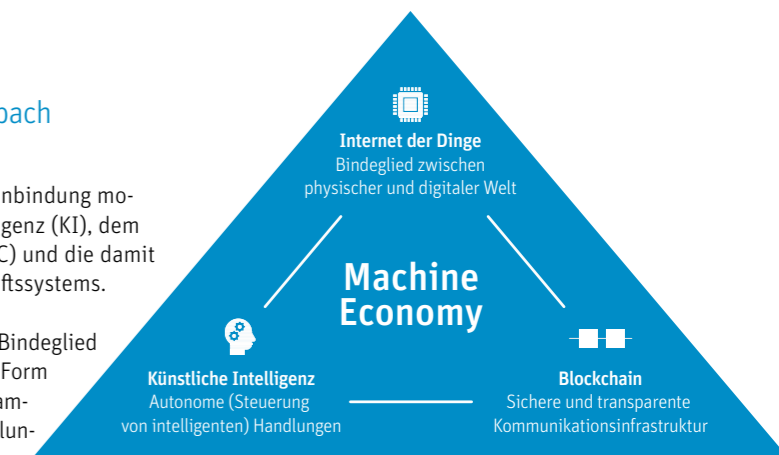 bach
nbindung mo-
genz (KI), dem
C) und die damit
ftssystems.
Bindeglied
Form
am-
lun-
Internet der Dinge
Bindeglied zwischen
physischer und digitaler Welt
Machine
Economy
Künstliche Intelligenz
Autonome (Steuerung
von intelligenten) Handlungen
Blockchain
Sichere und transparente
Kommunikationsinfrastruktur